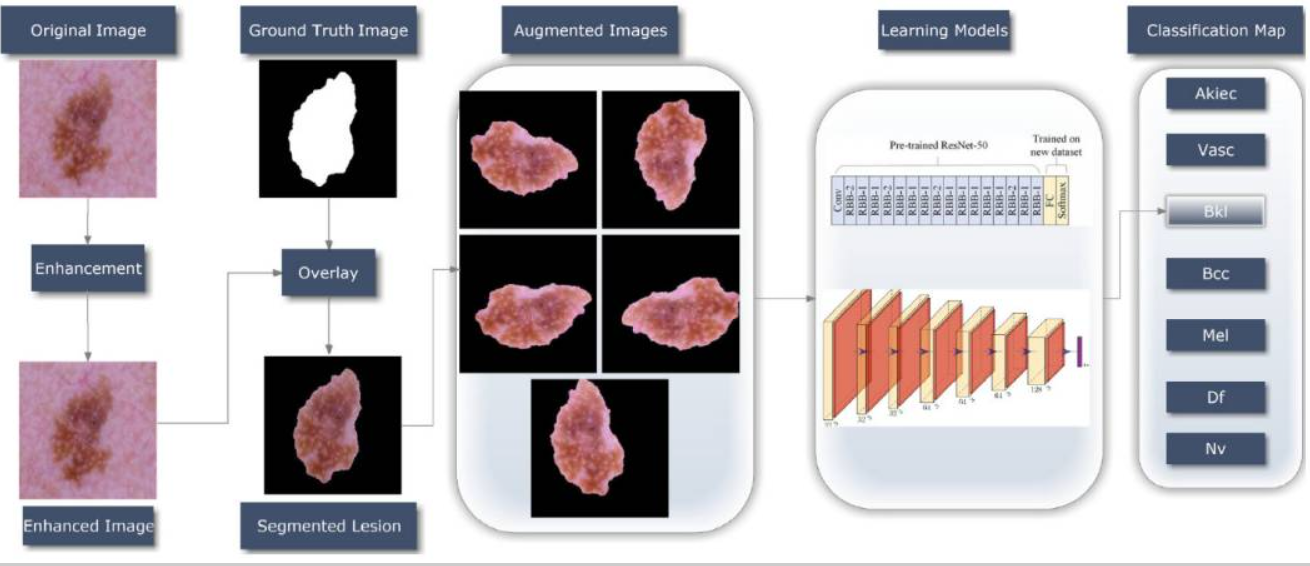 Original Image
Ground Truth Image
Augmented Images
Learning Models
Classification Map
Enhancement
Overlay
Enhanced Image
Segmented Lesion
Pre-trained ResNet-50
Trained on
new dataset
Conv
RBB-2
RBB-1
RBB-1
RBB-2
RBB-1
RBB-1
RBB-1
RBB-2
RBB-1
RBB-1
RBB-1
RBB-1
RBB-1
RBB-2
RBB-1
RBB-1
FC
Softmax
Akiec
Vasc
Bkl
Bcc
Mel
Df
Nv